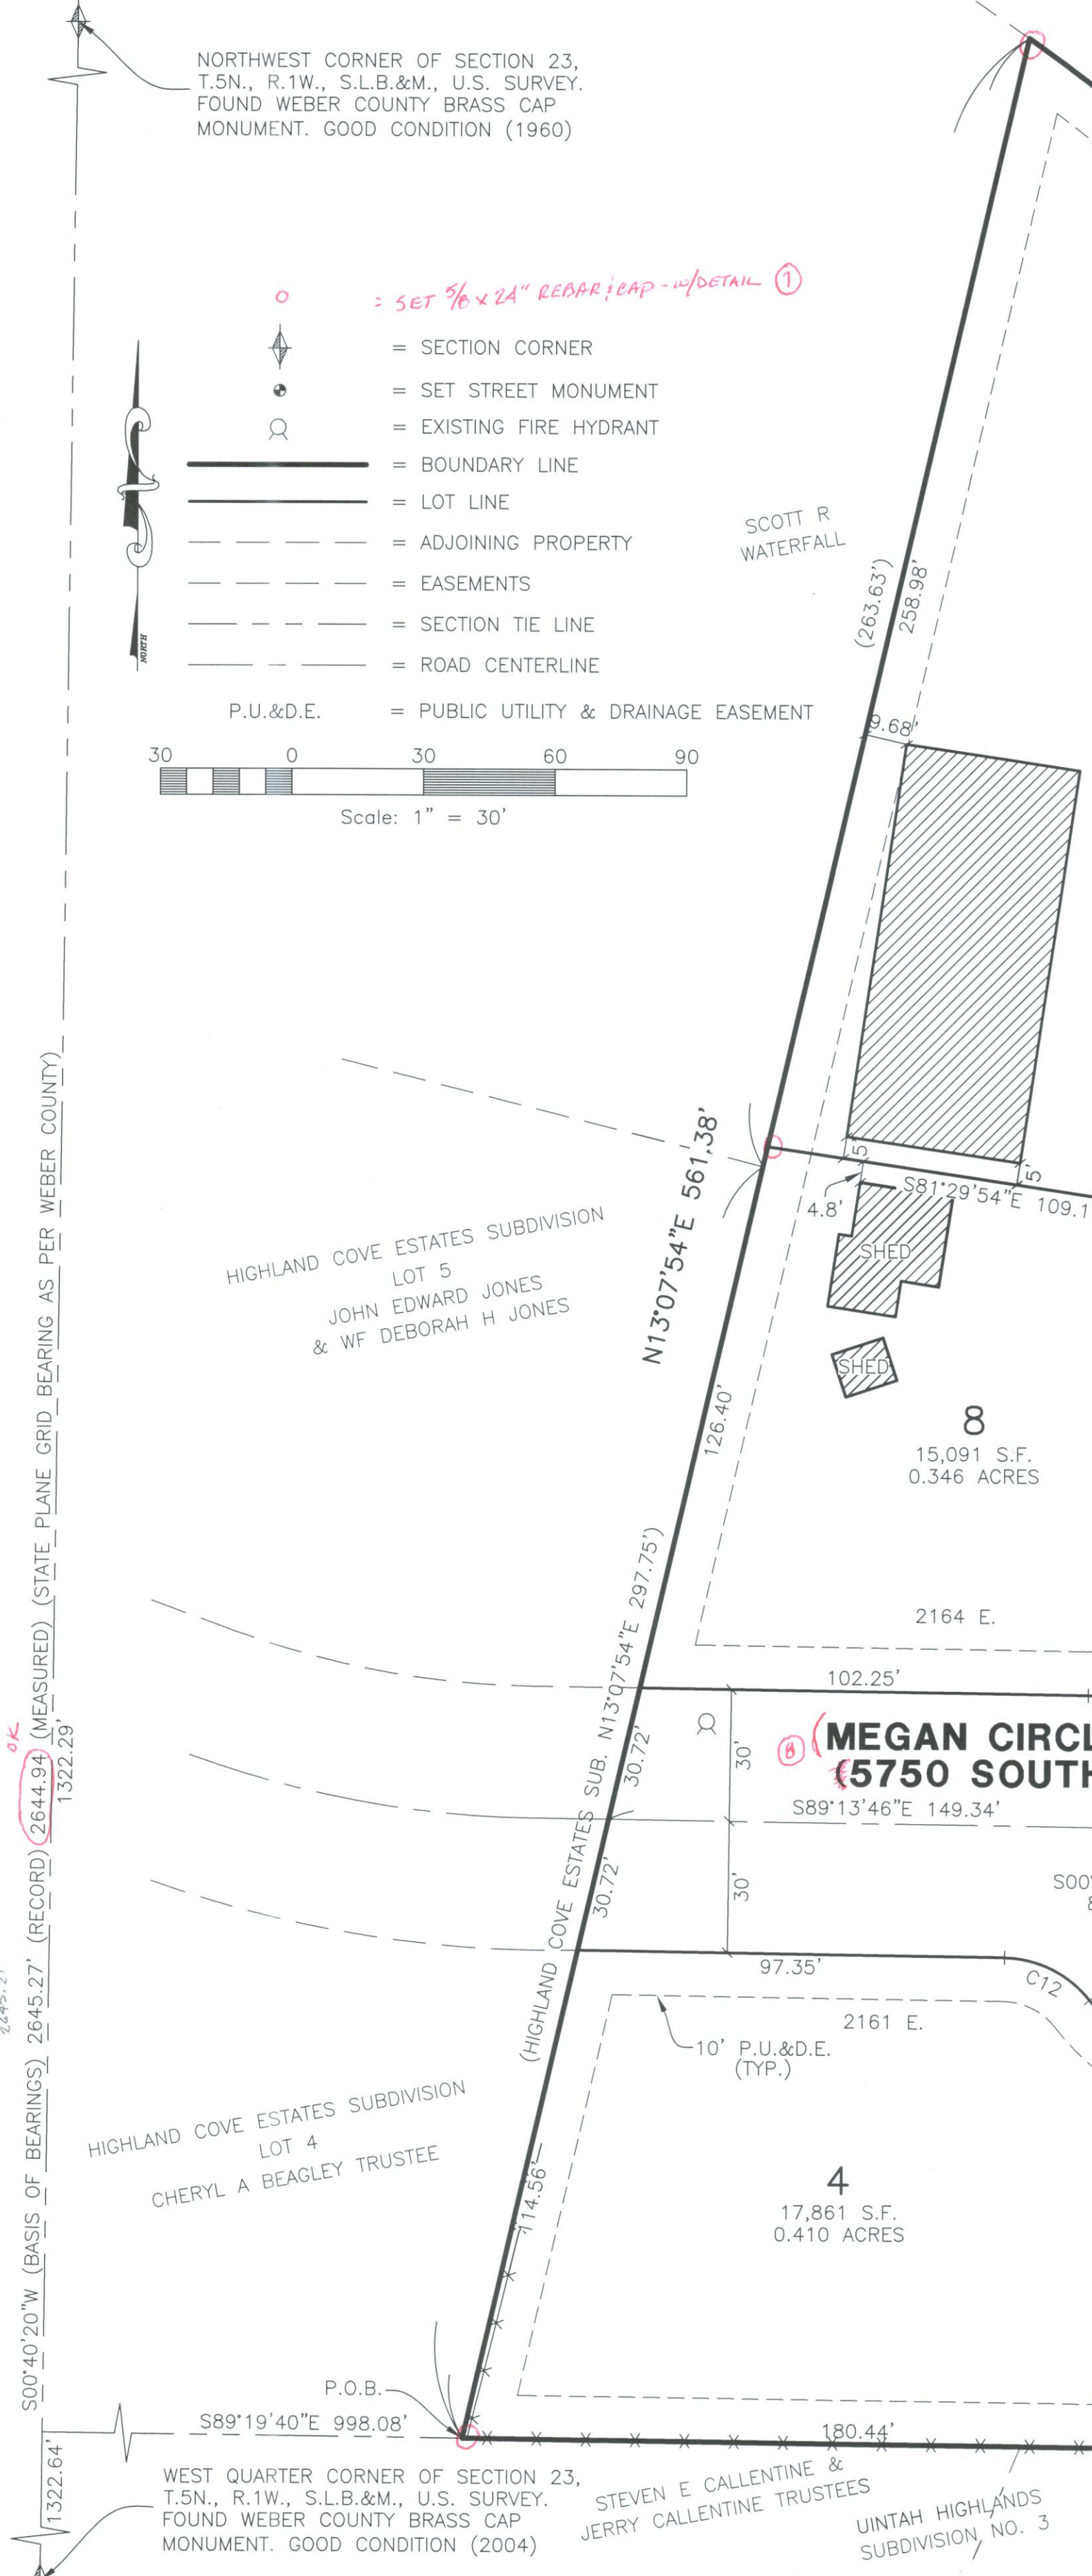 NORTHWEST CORNER OF SECTION 23,
T.5N., R.1W., S.L.B.&M., U.S. SURVEY.
FOUND WEBER COUNTY BRASS CAP
MONUMENT. GOOD CONDITION (1960)
= SET 5/8 x 24" REBAR & CAP - W/DETAIL 1
= SECTION CORNER
= SET STREET MONUMENT
= EXISTING FIRE HYDRANT
= BOUNDARY LINE
= LOT LINE
= ADJOINING PROPERTY
= EASEMENTS
= SECTION TIE LINE
= ROAD CENTERLINE
P.U.&D.E. = PUBLIC UTILITY & DRAINAGE EASEMENT
NORTH
30 0 30 60 90
Scale: 1" = 30'
SCOTT R
WATERFALL
(263.63')
258.98'
9.68'
5'
5'
S81°29'54"E 109.1
4.8'
SHED
SHED
N13°07'54"E 561.38'
HIGHLAND COVE ESTATES SUBDIVISION
LOT 5
JOHN EDWARD JONES
& WF DEBORAH H JONES
126.40'
8
15,091 S.F.
0.346 ACRES
2164 E.
102.25'
(HIGHLAND COVE ESTATES SUB. N13°07'54"E 297.75')
30.72'
30'
8 (MEGAN CIRCL
(5750 SOUTH
S89°13'46"E 149.34'
30.72'
30'
S00°
97.35'
C12
2161 E.
10' P.U.&D.E.
(TYP.)
HIGHLAND COVE ESTATES SUBDIVISION
LOT 4
CHERYL A BEAGLEY TRUSTEE
114.56'
4
17,861 S.F.
0.410 ACRES
S00°40'20"W (BASIS OF BEARINGS) 2645.27' (RECORD) 2644.94 (MEASURED) (STATE PLANE GRID BEARING AS PER WEBER COUNTY)
OK
1322.29'
2645.27
P.O.B.
S89°19'40"E 998.08'
180.44'
1322.64'
WEST QUARTER CORNER OF SECTION 23,
T.5N., R.1W., S.L.B.&M., U.S. SURVEY.
FOUND WEBER COUNTY BRASS CAP
MONUMENT. GOOD CONDITION (2004)
STEVEN E CALLENTINE &
JERRY CALLENTINE TRUSTEES
UINTAH HIGHLANDS
SUBDIVISION NO. 3